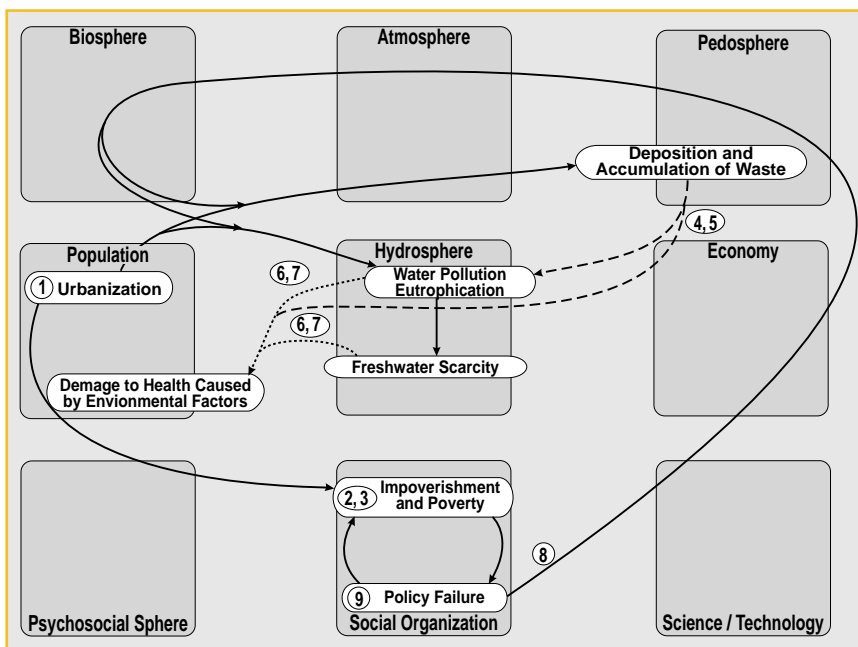 Biosphere
Atmosphere
Pedosphere
Deposition and
Accumulation of Waste
4, 5
Population
Hydrosphere
Economy
1 Urbanization
6, 7
Water Pollution
Eutrophication
6, 7
Freshwater Scarcity
Demage to Health Caused
by Envionmental Factors
2, 3
Impoverishment
and Poverty
8
9 Policy Failure
Psychosocial Sphere
Social Organization
Science / Technology